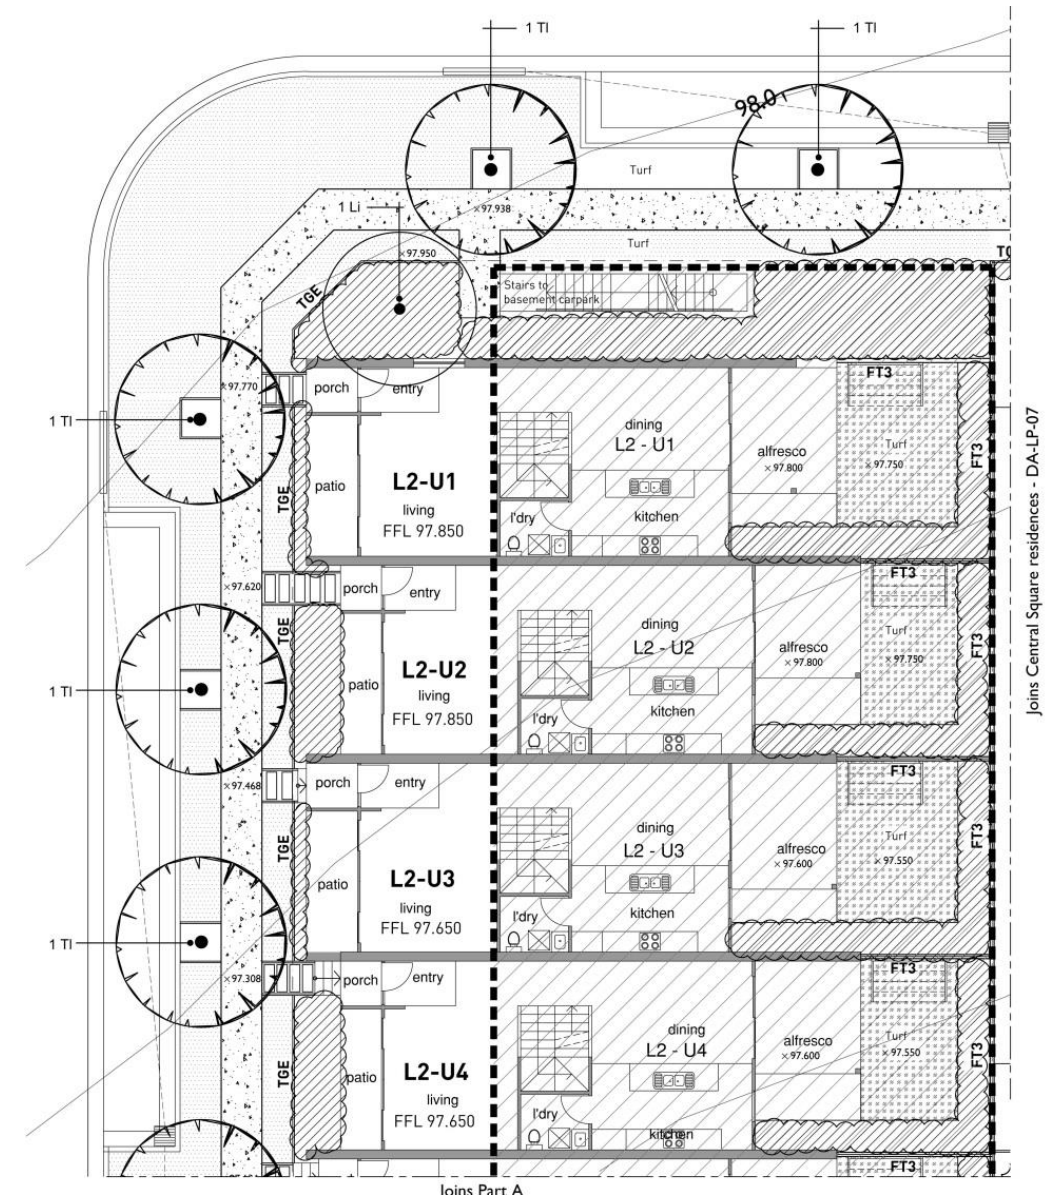 1 Tl
1 Tl
98.0
Turf
1 Li
×97.938
Turf
×97.950
TGE
Stairs to
basement carpark
×97.770
porch
entry
FT3
dining
L2 - U1
alfresco
×97.800
Turf
×97.750
FT3
1 Tl
TGE
patio
L2-U1
living
FFL 97.850
l'dry
kitchen
×97.620
porch
entry
FT3
TGE
dining
L2 - U2
alfresco
×97.800
Turf
×97.750
FT3
1 Tl
patio
L2-U2
living
FFL 97.850
l'dry
kitchen
×97.468
porch
entry
FT3
TGE
dining
L2 - U3
alfresco
×97.600
Turf
×97.550
FT3
patio
L2-U3
living
FFL 97.650
l'dry
kitchen
1 Tl
×97.308
porch
entry
FT3
TGE
dining
L2 - U4
alfresco
×97.600
Turf
×97.550
FT3
patio
L2-U4
living
FFL 97.650
l'dry
kitchen
FT3
Joins Part A
Joins Central Square residences - DA-LP-07